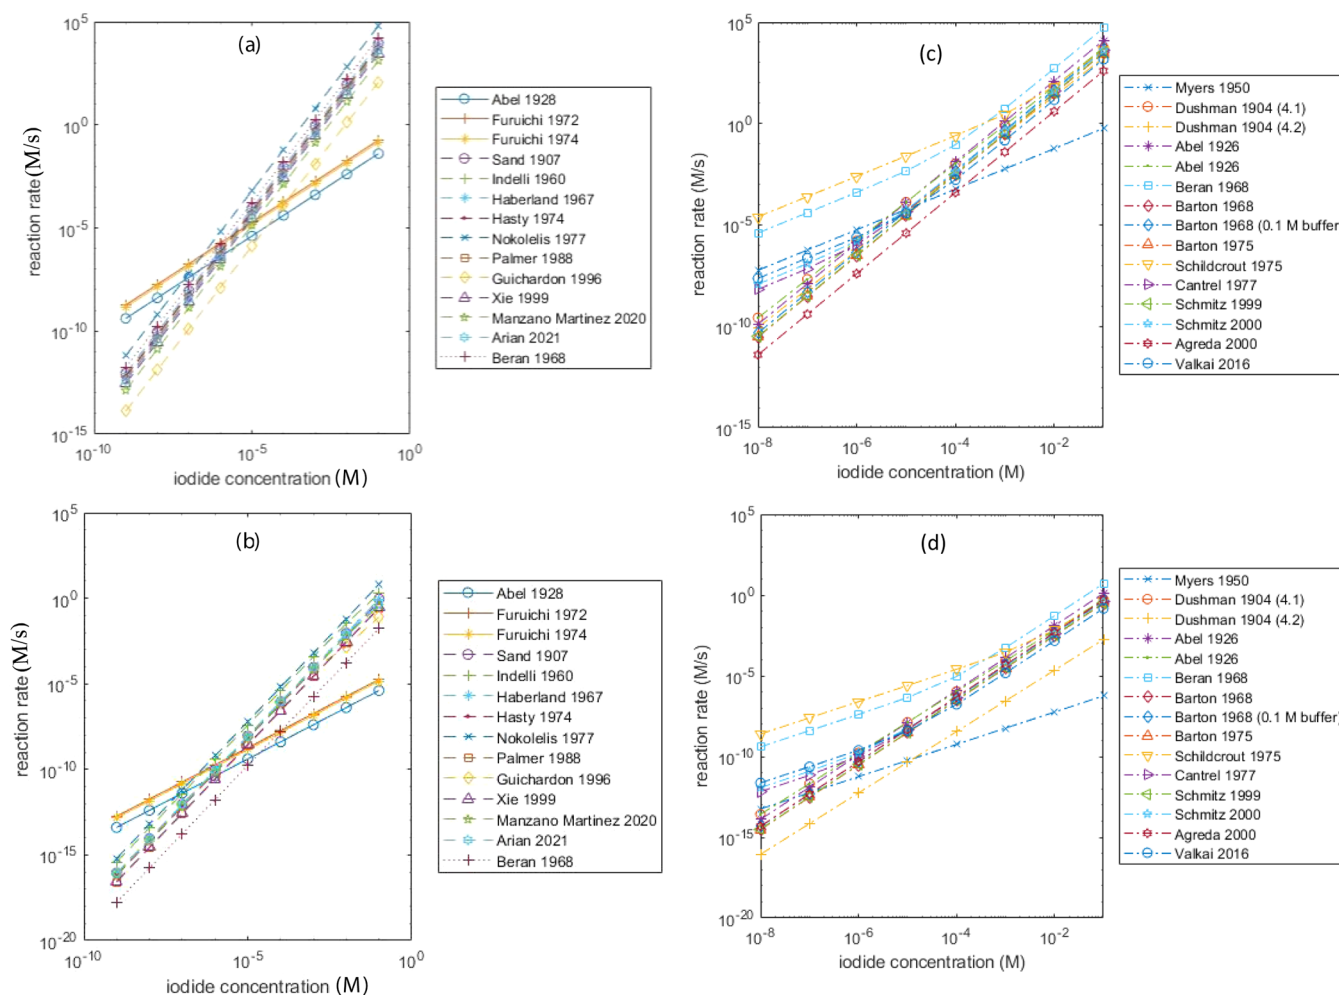 (a)
10^5
10^0
10^-5
10^-10
10^-15
reaction rate (M/s)
10^-10
10^-5
10^0
iodide concentration (M)
Abel 1928
Furuichi 1972
Furuichi 1974
Sand 1907
Indelli 1960
Haberland 1967
Hasty 1974
Nokolelis 1977
Palmer 1988
Guichardon 1996
Xie 1999
Manzano Martinez 2020
Arian 2021
Beran 1968
(c)
10^5
10^0
10^-5
10^-10
10^-15
reaction rate (M/s)
10^-8
10^-6
10^-4
10^-2
iodide concentration (M)
Myers 1950
Dushman 1904 (4.1)
Dushman 1904 (4.2)
Abel 1926
Abel 1926
Beran 1968
Barton 1968
Barton 1968 (0.1 M buffer)
Barton 1975
Schildcrout 1975
Cantrel 1977
Schmitz 1999
Schmitz 2000
Agreda 2000
Valkai 2016
(b)
10^5
10^0
10^-5
10^-10
10^-15
10^-20
reaction rate (M/s)
10^-10
10^-5
10^0
iodide concentration (M)
Abel 1928
Furuichi 1972
Furuichi 1974
Sand 1907
Indelli 1960
Haberland 1967
Hasty 1974
Nokolelis 1977
Palmer 1988
Guichardon 1996
Xie 1999
Manzano Martinez 2020
Arian 2021
Beran 1968
(d)
10^5
10^0
10^-5
10^-10
10^-15
10^-20
reaction rate (M/s)
10^-8
10^-6
10^-4
10^-2
iodide concentration (M)
Myers 1950
Dushman 1904 (4.1)
Dushman 1904 (4.2)
Abel 1926
Abel 1926
Beran 1968
Barton 1968
Barton 1968 (0.1 M buffer)
Barton 1975
Schildcrout 1975
Cantrel 1977
Schmitz 1999
Schmitz 2000
Agreda 2000
Valkai 2016